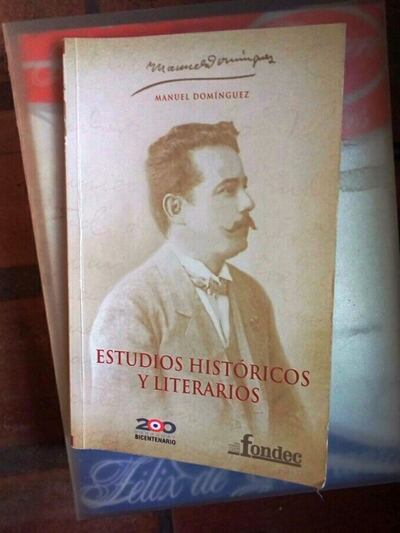 Manuel Domínguez
MANUEL DOMÍNGUEZ
ESTUDIOS HISTÓRICOS
Y LITERARIOS
200
BICENTENARIO
fondec
Félix de